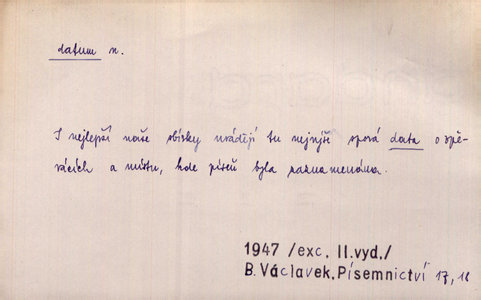 datum n.
I nejlepší naše sbírky uvádějí tu nejvýš sporá data o zpě-
vácích a místu, kde píseň byla zaznamenána.
1947 /exc. II.vyd./
B. Václavek, Písemnictví 17, 18